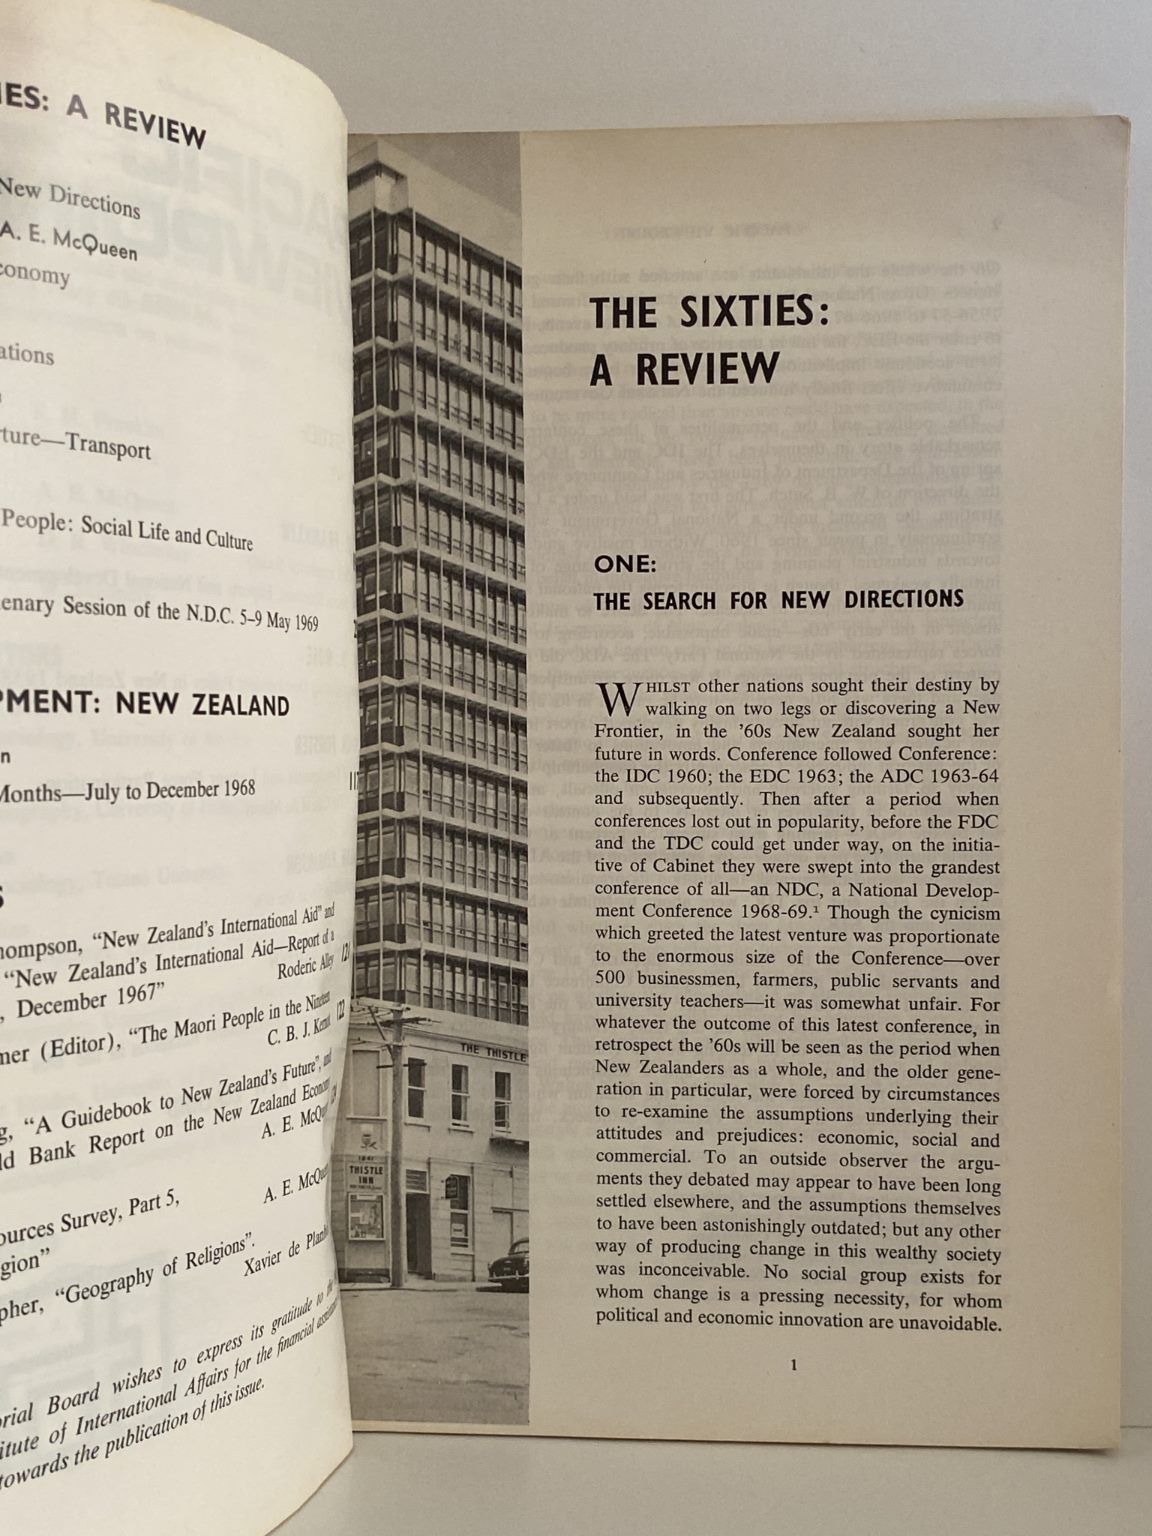 IES: A REVIEW
New Directions
A. E. McQueen
conomy
ations
ture—Transport
People: Social Life and Culture
enary Session of the N.D.C. 5–9 May 1969
PMENT: NEW ZEALAND
n
Months—July to December 1968
117
S
hompson, “New Zealand’s International Aid” and
“New Zealand’s International Aid—Report of a
, December 1967”
Roderic Alley 121
ner (Editor), “The Maori People in the Nineteen
C. B. J. 122
g, “A Guidebook to New Zealand’s Future”, and
ld Bank Report on the New Zealand Econom
A. E. McQu
ources Survey, Part 5,
A. E. McQueen
gion”
pher, “Geography of Religions”.
Xavier de Planh
orial Board wishes to express its gratitude to the
itute of International Affairs for the financial assistance
towards the publication of this issue.
THE THISTLE
1841
THISTLE
INN
THE SIXTIES:
A REVIEW
ONE:
THE SEARCH FOR NEW DIRECTIONS
WHILST other nations sought their destiny by
walking on two legs or discovering a New
Frontier, in the ’60s New Zealand sought her
future in words. Conference followed Conference:
the IDC 1960; the EDC 1963; the ADC 1963-64
and subsequently. Then after a period when
conferences lost out in popularity, before the FDC
and the TDC could get under way, on the initia-
tive of Cabinet they were swept into the grandest
conference of all—an NDC, a National Develop-
ment Conference 1968-69.¹ Though the cynicism
which greeted the latest venture was proportionate
to the enormous size of the Conference—over
500 businessmen, farmers, public servants and
university teachers—it was somewhat unfair. For
whatever the outcome of this latest conference, in
retrospect the ’60s will be seen as the period when
New Zealanders as a whole, and the older gene-
ration in particular, were forced by circumstances
to re-examine the assumptions underlying their
attitudes and prejudices: economic, social and
commercial. To an outside observer the argu-
ments they debated may appear to have been long
settled elsewhere, and the assumptions themselves
to have been astonishingly outdated; but any other
way of producing change in this wealthy society
was inconceivable. No social group exists for
whom change is a pressing necessity, for whom
political and economic innovation are unavoidable.
1